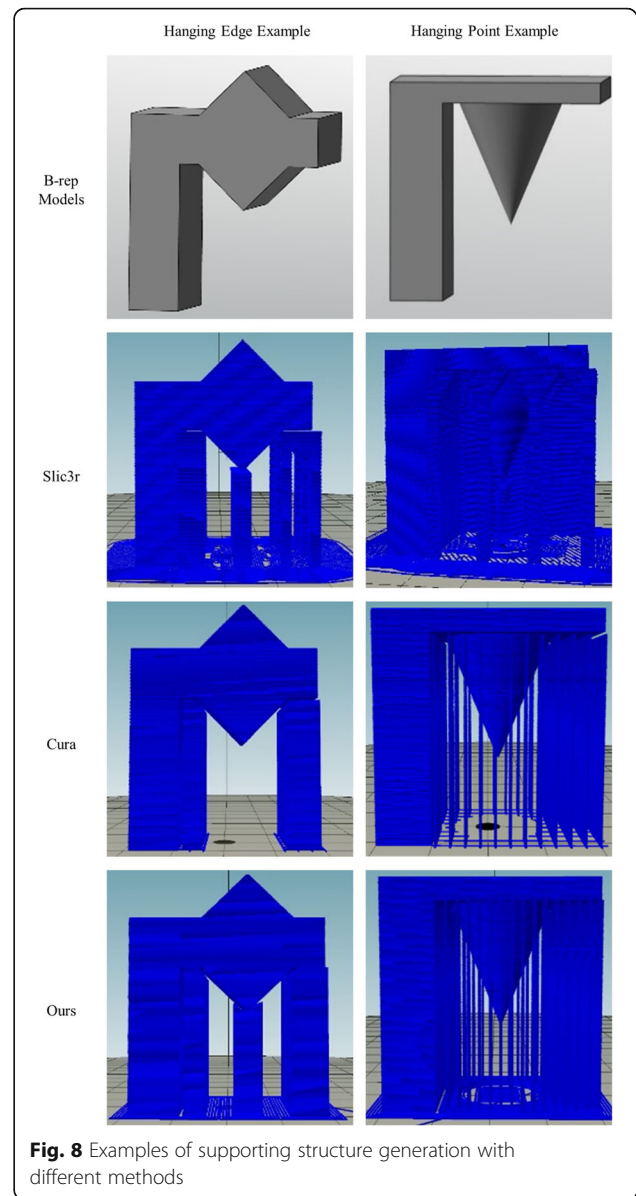 Hanging Edge Example
Hanging Point Example
B-rep
Models
Slic3r
Cura
Ours
Fig. 8 Examples of supporting structure generation with
different methods